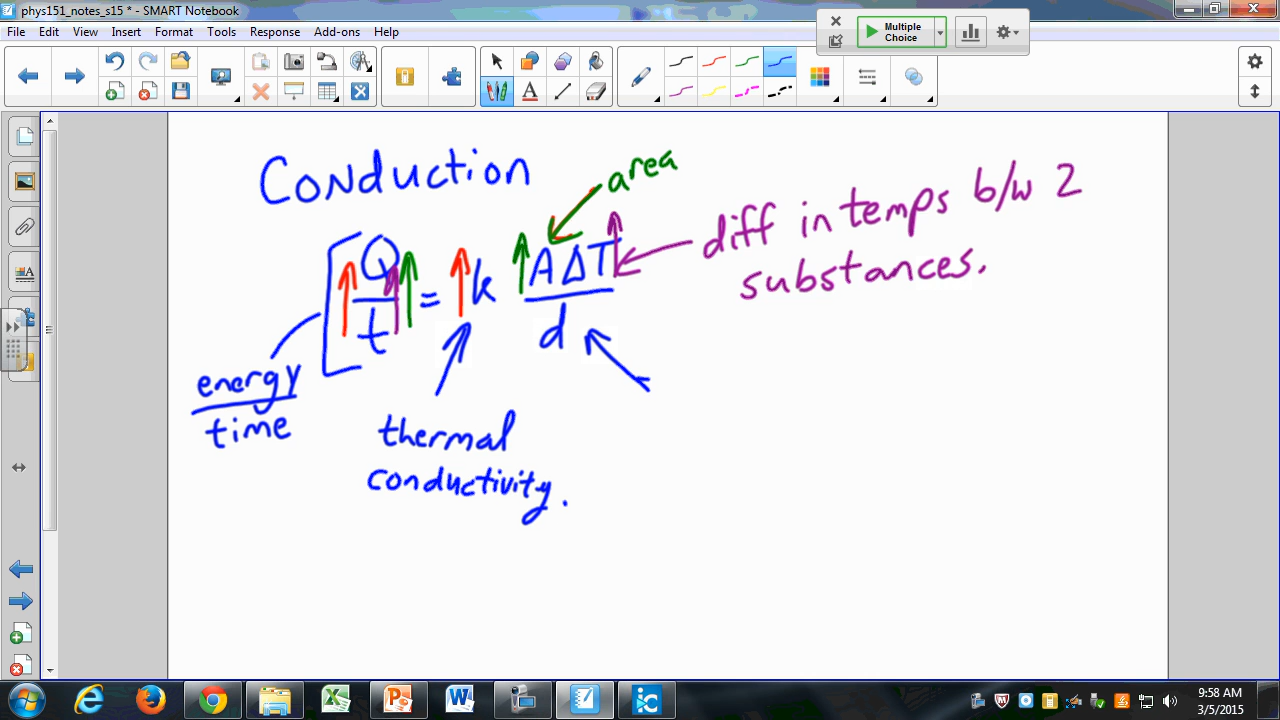 phys151_notes_s15 * - SMART Notebook
File Edit View Insert Format Tools Response Add-ons Help
Multiple
Choice
Conduction
area
diff in temps b/w 2
substances.
Q
t
= k
A Δ T
d
energy
time
thermal
conductivity.
9:58 AM
3/5/2015